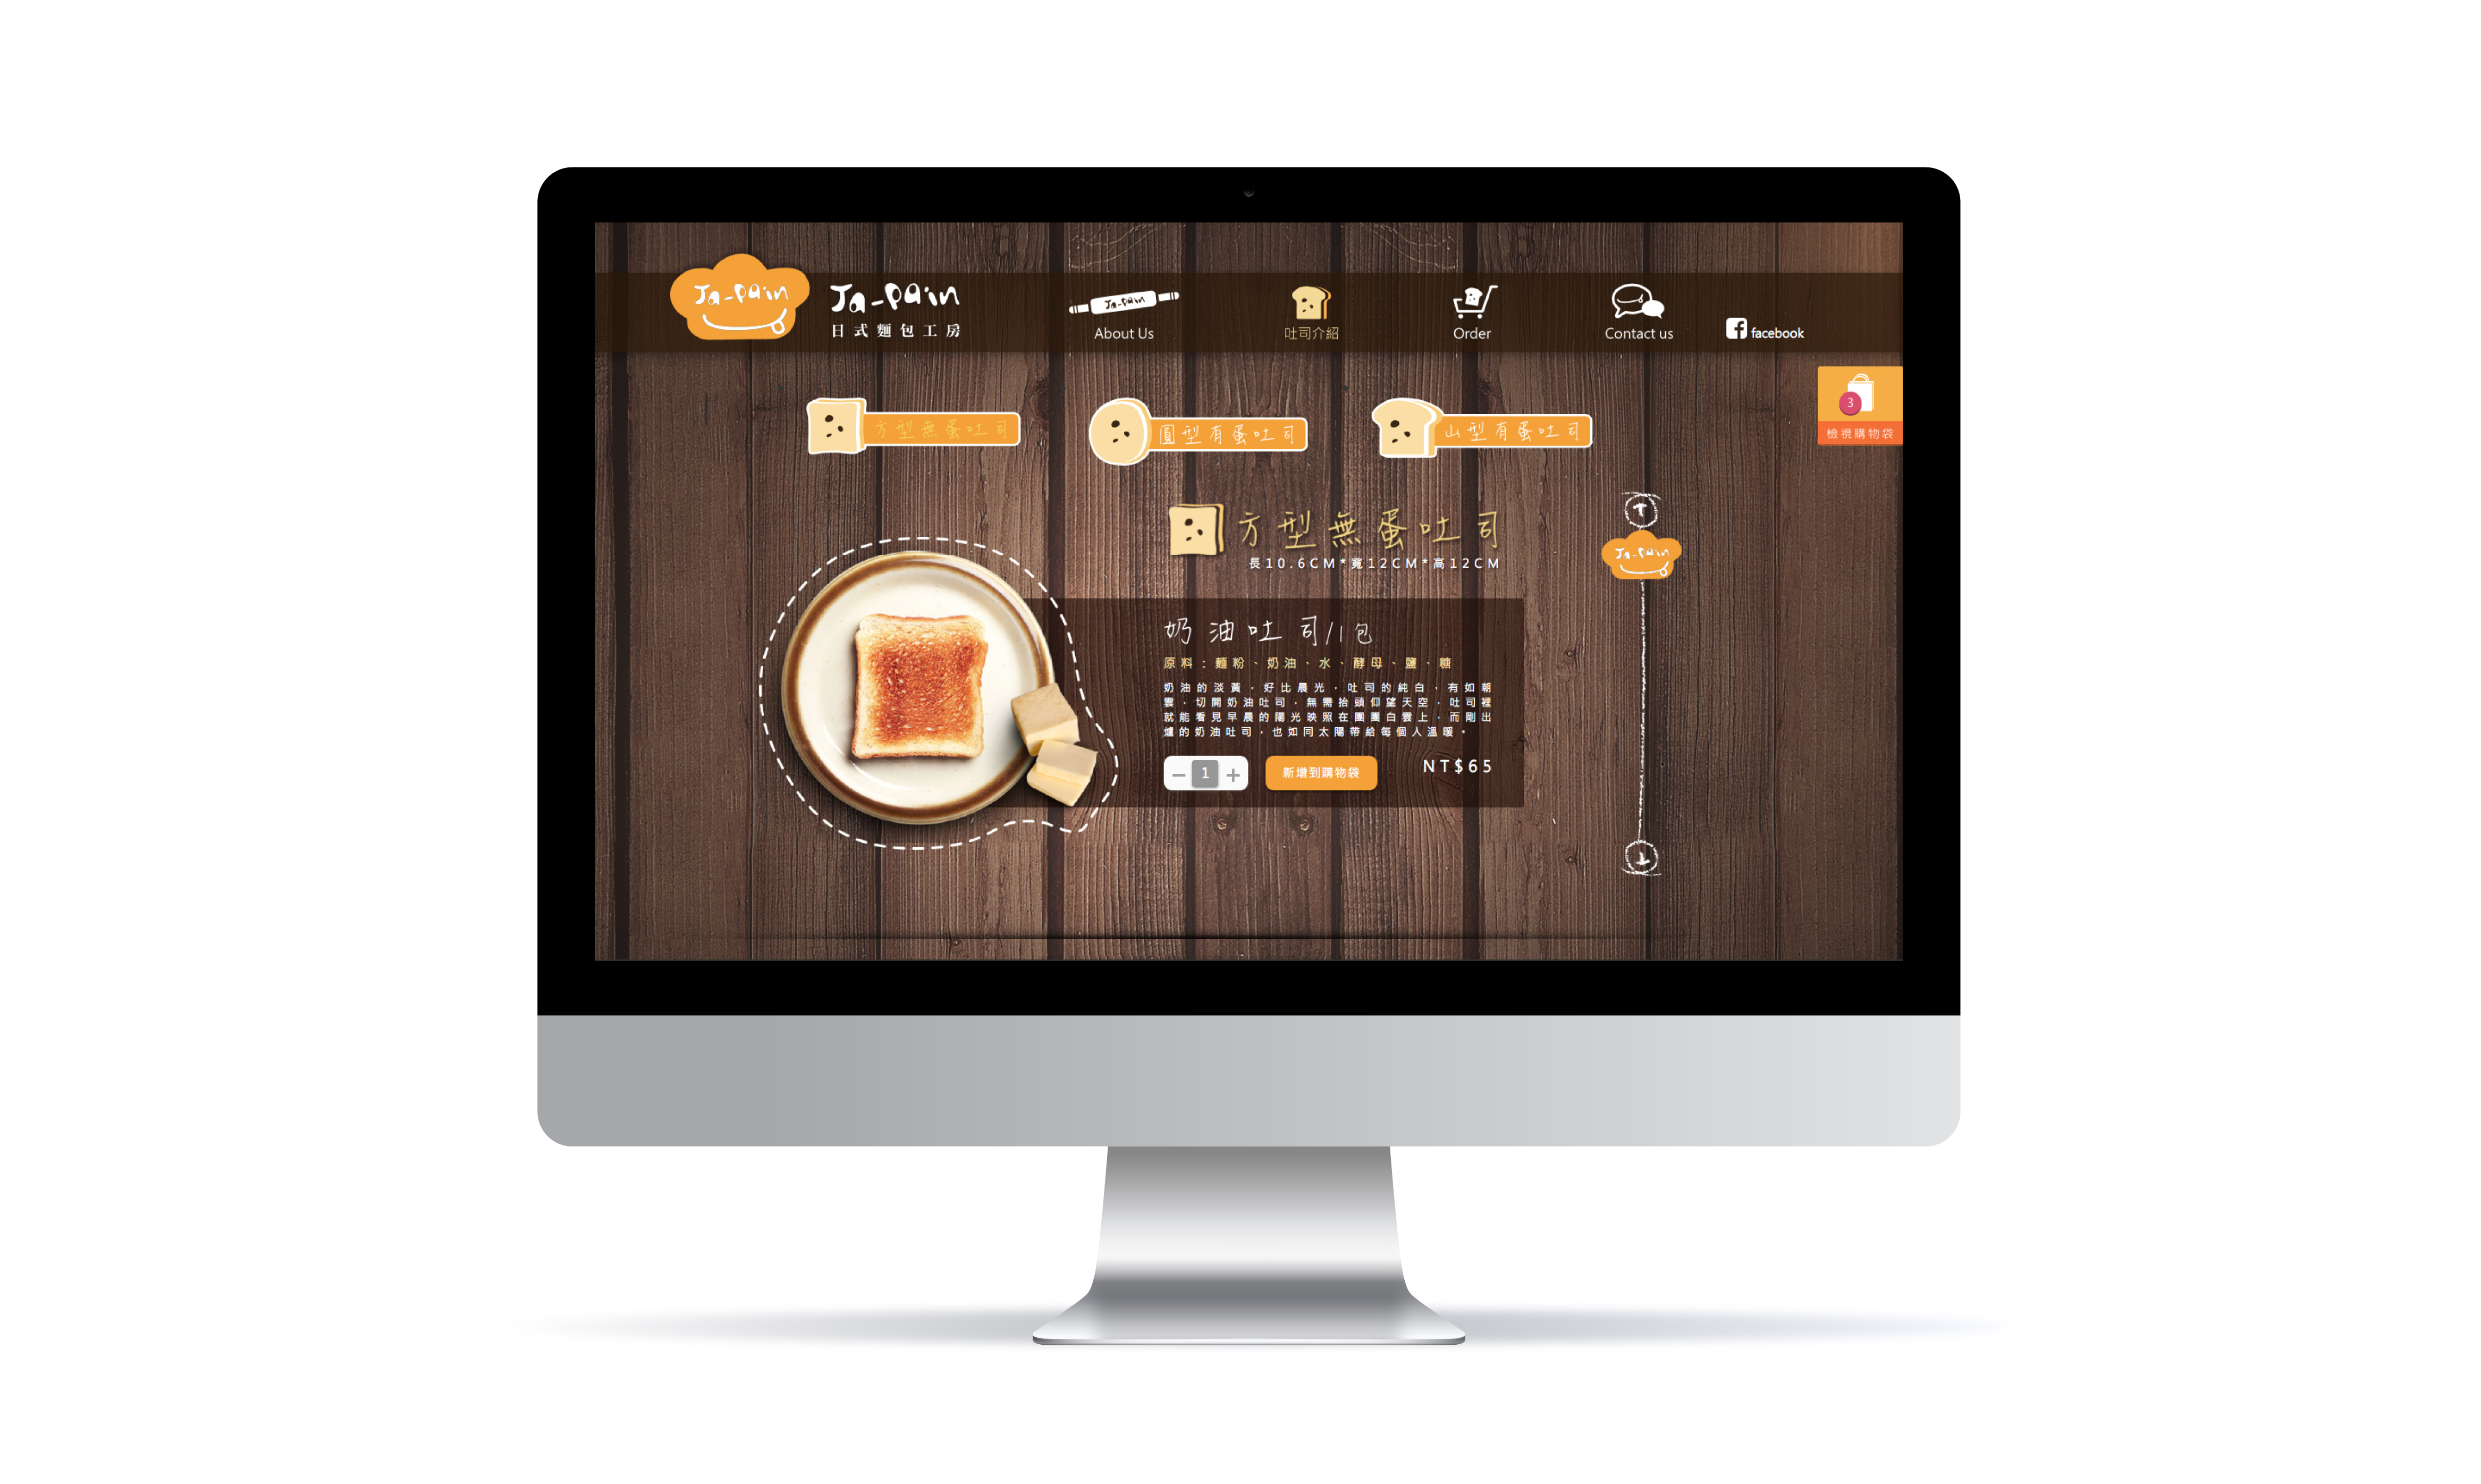 Ja-pain
Ja-pain
日式麵包工房
Ja-pain
About Us
吐司介紹
Order
Contact us
facebook
3
檢視購物袋
方型無蛋吐司
圓型有蛋吐司
山型有蛋吐司
方型無蛋吐司
長10.6CM*寬12CM*高12CM
Ja-pain
奶油吐司/1包
原料:麵粉、奶油、水、酵母、鹽、糖
奶油的淡黃,好比晨光,吐司的純白,有如朝
雲,切開奶油吐司,無需抬頭仰望天空,吐司裡
就能看見早晨的陽光映照在團團白雲上,而剛出
爐的奶油吐司,也如同太陽帶給每個人溫暖。
− 1 +
新增到購物袋
NT$65